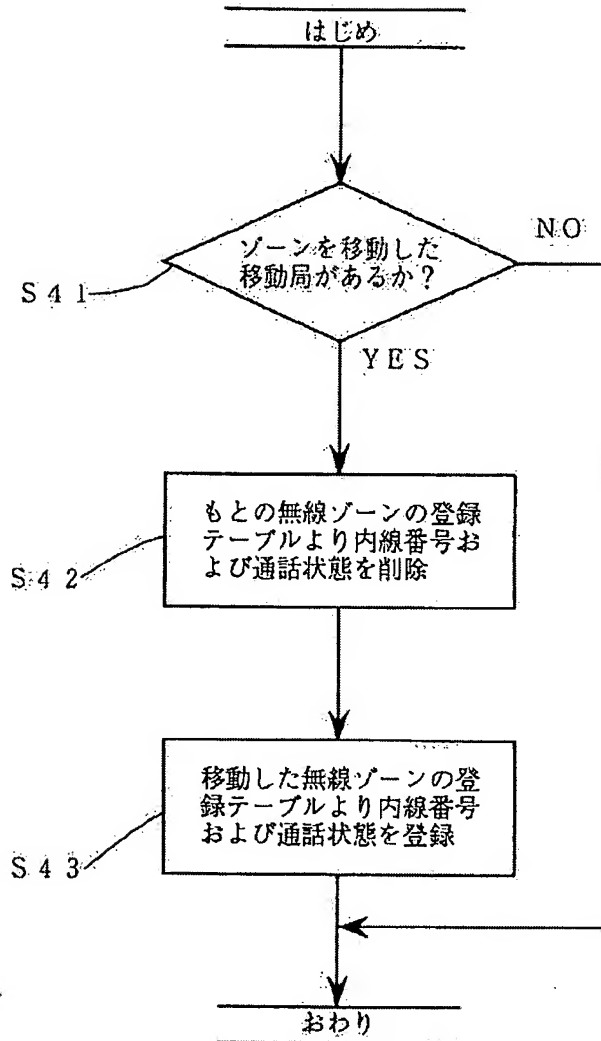 はじめ
ゾーンを移動した
移動局があるか?
NO
S41
YES
もとの無線ゾーンの登録
テーブルより内線番号お
よび通話状態を削除
S42
移動した無線ゾーンの登
録テーブルより内線番号
および通話状態を登録
S43
おわり